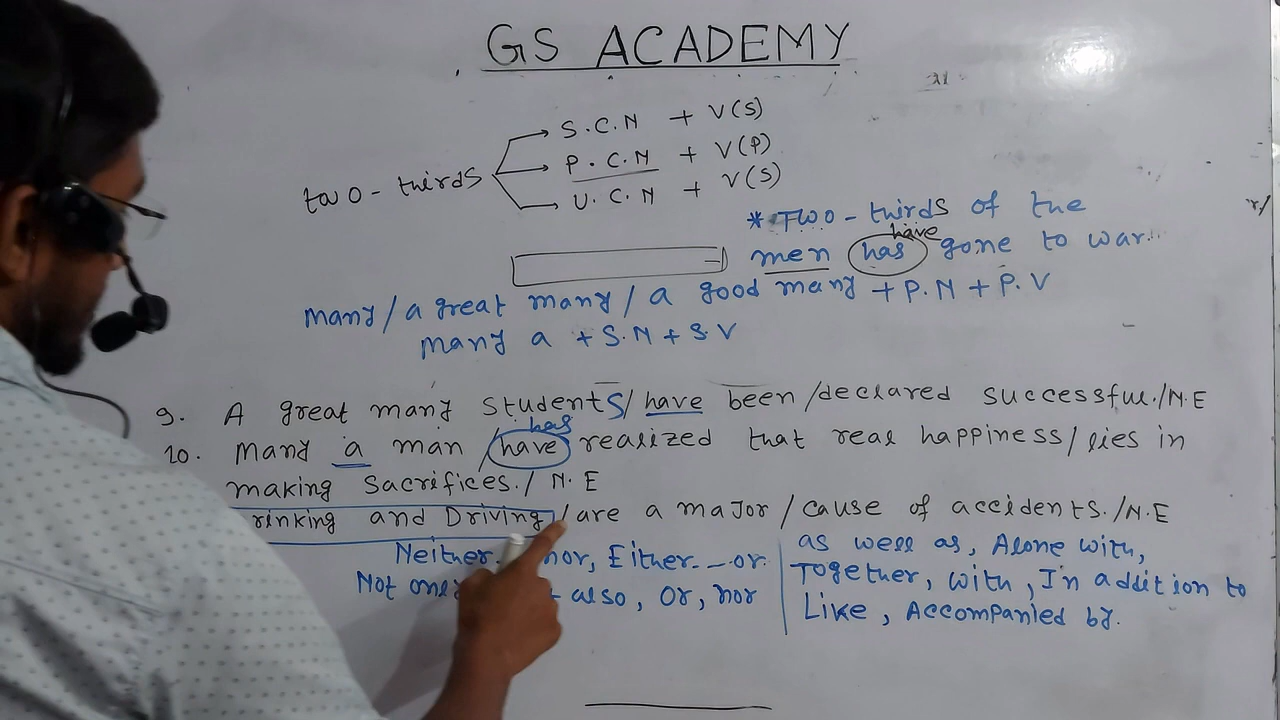 GS ACADEMY
two-thirds
S.C.N + V(S)
P.C.N + V(P)
U.C.N + V(S)
* Two-thirds of the
have
men has gone to war.
many/a great many/a good many + P.N + P.V
many a + S.N + S.V
9. A great many students/have been/declared successful./N.E
has
10. Many a man /have realized that real happiness/lies in
making sacrifices./N.E
rinking and Driving/are a major/cause of accidents./N.E
Neither. nor, Either - or
Not also, or, nor
as well as, Alone with,
Together, with, In addition to
Like, Accompanied by.